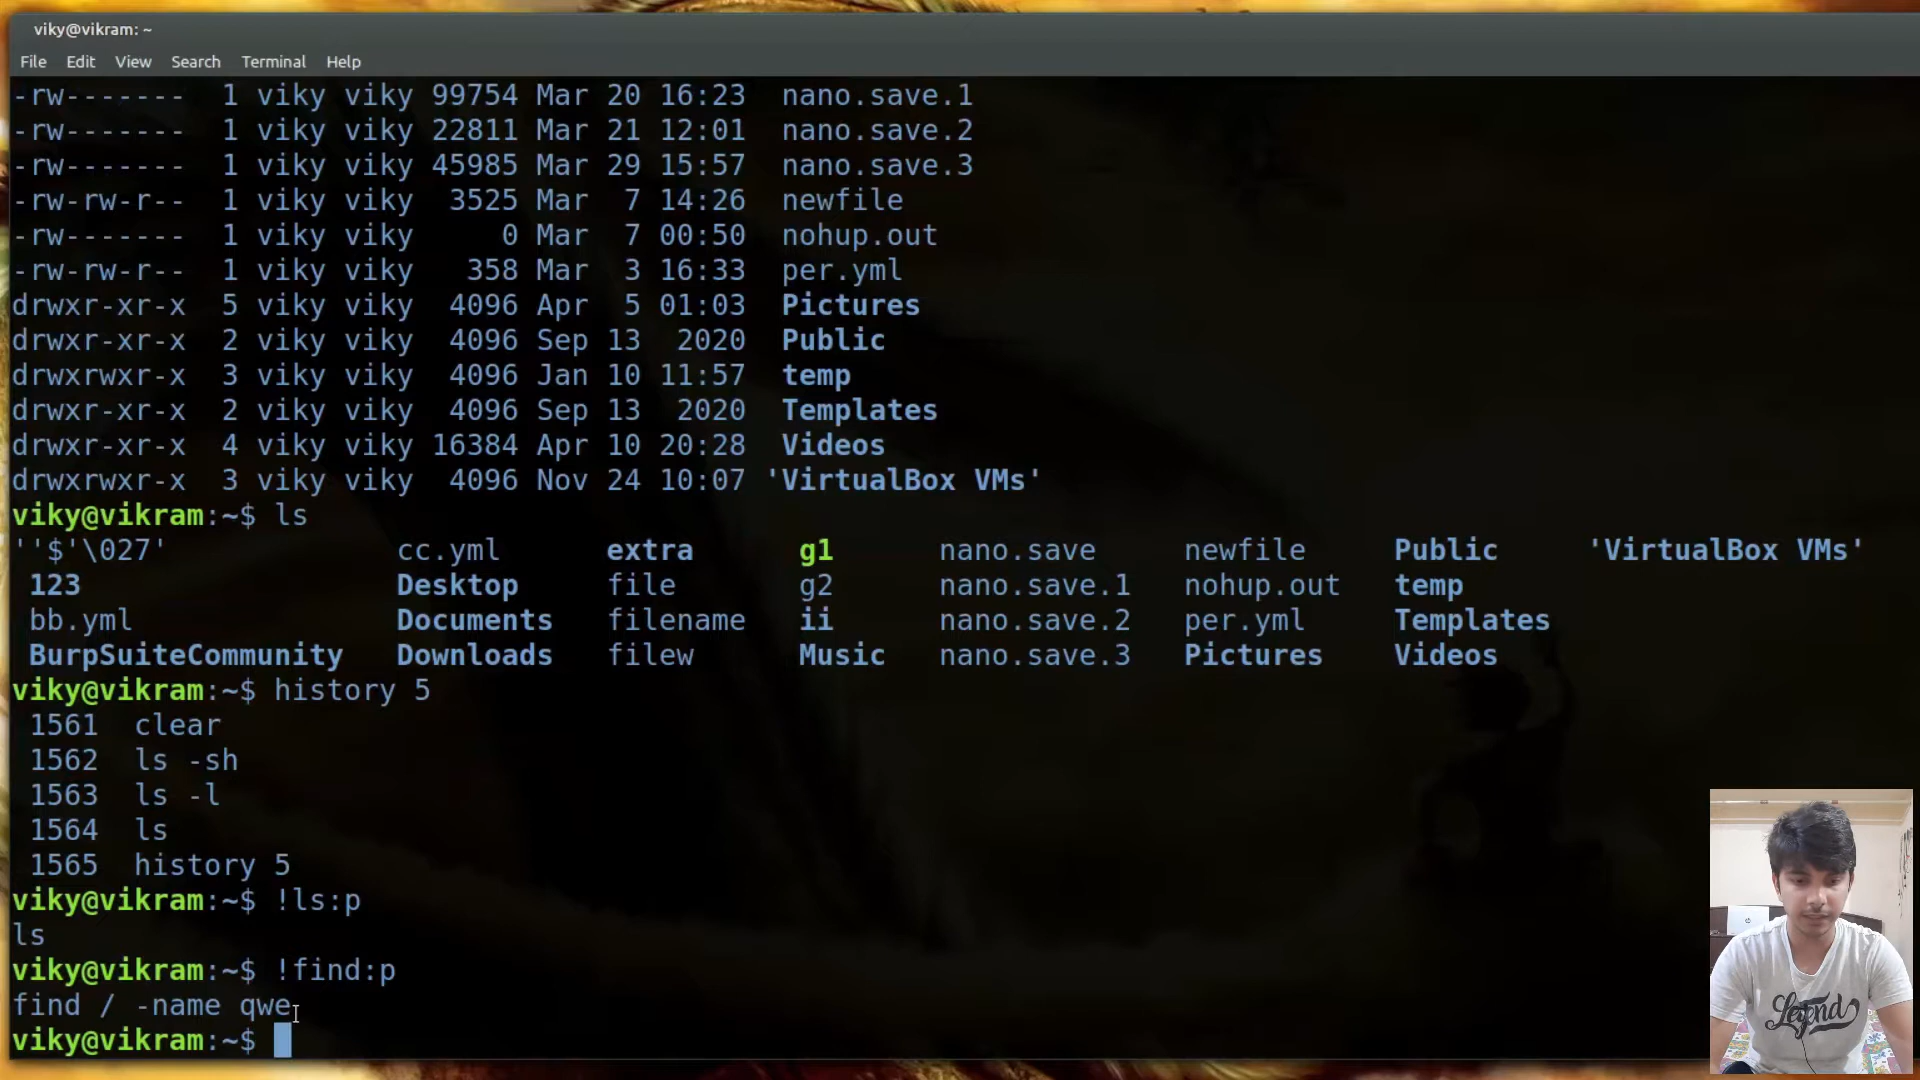 viky@vikram: ~
File Edit View Search Terminal Help
-rw------- 1 viky viky 99754 Mar 20 16:23 nano.save.1
-rw------- 1 viky viky 22811 Mar 21 12:01 nano.save.2
-rw------- 1 viky viky 45985 Mar 29 15:57 nano.save.3
-rw-rw-r-- 1 viky viky 3525 Mar 7 14:26 newfile
-rw------- 1 viky viky 0 Mar 7 00:50 nohup.out
-rw-rw-r-- 1 viky viky 358 Mar 3 16:33 per.yml
drwxr-xr-x 5 viky viky 4096 Apr 5 01:03 Pictures
drwxr-xr-x 2 viky viky 4096 Sep 13 2020 Public
drwxrwxr-x 3 viky viky 4096 Jan 10 11:57 temp
drwxr-xr-x 2 viky viky 4096 Sep 13 2020 Templates
drwxr-xr-x 4 viky viky 16384 Apr 10 20:28 Videos
drwxrwxr-x 3 viky viky 4096 Nov 24 10:07 'VirtualBox VMs'
viky@vikram:~$ ls
''$'\027' cc.yml extra g1 nano.save newfile Public 'VirtualBox VMs'
123 Desktop file g2 nano.save.1 nohup.out temp
bb.yml Documents filename ii nano.save.2 per.yml Templates
BurpSuiteCommunity Downloads filew Music nano.save.3 Pictures Videos
viky@vikram:~$ history 5
1561 clear
1562 ls -sh
1563 ls -l
1564 ls
1565 history 5
viky@vikram:~$ !ls:p
ls
viky@vikram:~$ !find:p
find / -name qwe
viky@vikram:~$
Legend